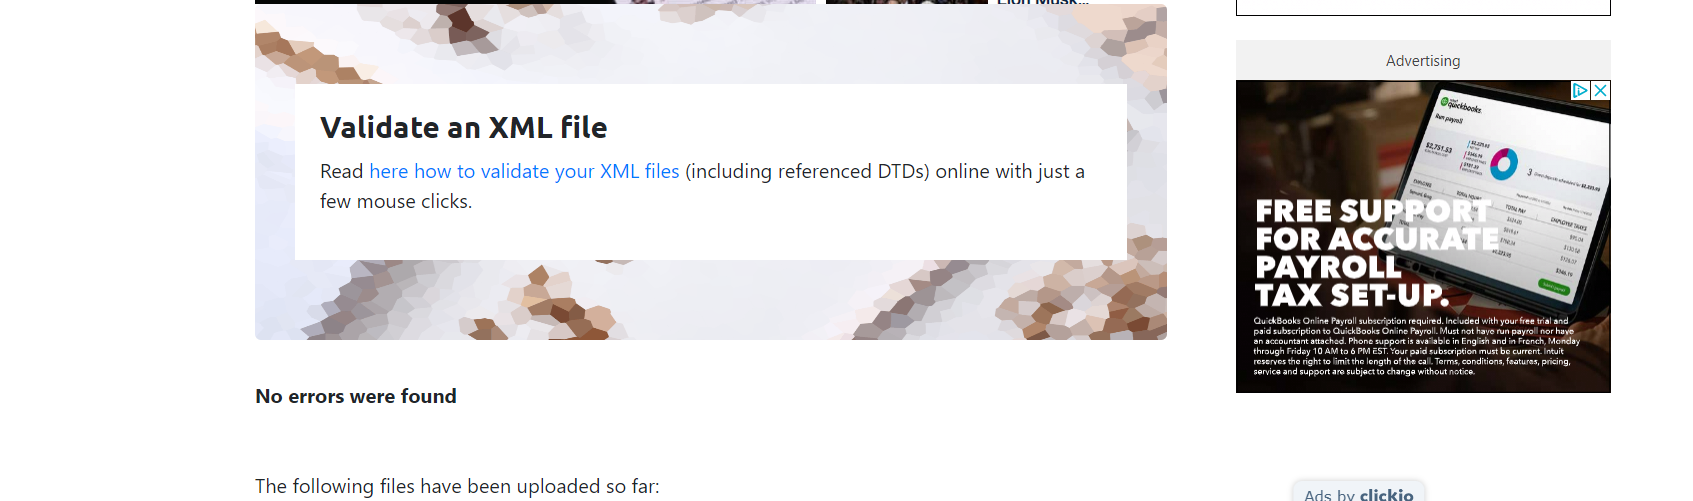 Validate an XML file
Read here how to validate your XML files (including referenced DTDs) online with just a
few mouse clicks.
No errors were found
The following files have been uploaded so far:
Advertising
quickbooks.
Run payroll
$2,751.53
FREE SUPPORT
FOR ACCURATE
PAYROLL
TAX SET-UP.
QuickBooks Online Payroll subscription required. Included with your free trial and
paid subscription to QuickBooks Online Payroll. Must not have run payroll nor have
an accountant attached. Phone support is available in English and in French, Monday
through Friday 10 AM to 6 PM EST. Your paid subscription must be current. Intuit
reserves the right to limit the length of the call. Terms, conditions, features, pricing,
service and support are subject to change without notice.
Ads by clickio